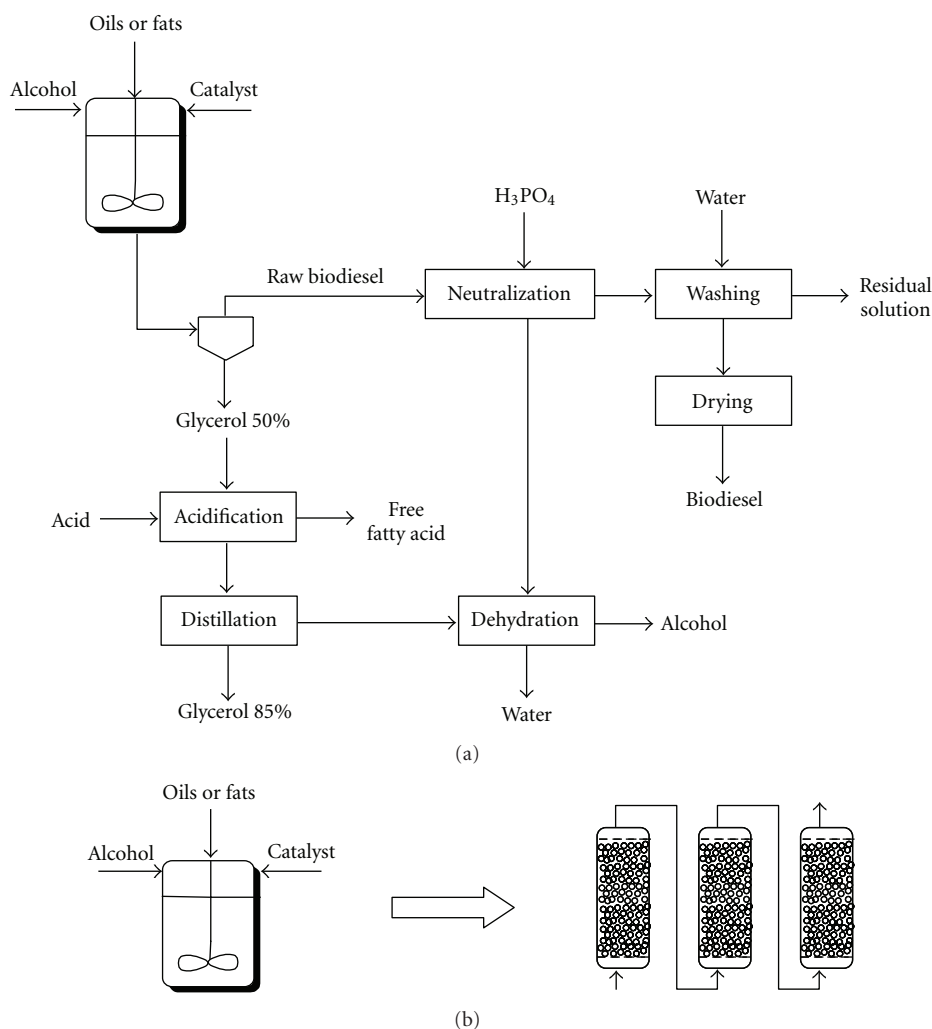 Oils or fats
Alcohol
Catalyst
H₃PO₄
Water
Raw biodiesel
Neutralization
Washing
Residual
solution
Glycerol 50%
Drying
Biodiesel
Acid
Acidification
Free
fatty acid
Distillation
Dehydration
Alcohol
Glycerol 85%
Water
(a)
Oils or fats
Alcohol
Catalyst
(b)